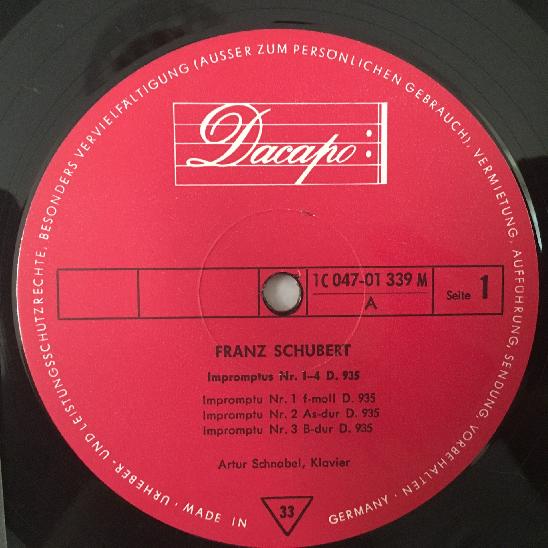 URHEBER- UND LEISTUNGSSCHUTZRECHTE, BESONDERS VERVIELFÄLTIGUNG (AUSSER ZUM PERSÖNLICHEN GEBRAUCH), VERMIETUNG, AUFFÜHRUNG, SENDUNG, VORBEHALTEN · GERMANY
MADE IN
Dacapo
1C 047-01 339 M
A
Seite 1
FRANZ SCHUBERT
Impromptus Nr. 1-4 D. 935
Impromptu Nr. 1 f-moll D. 935
Impromptu Nr. 2 As-dur D. 935
Impromptu Nr. 3 B-dur D. 935
Artur Schnabel, Klavier
33